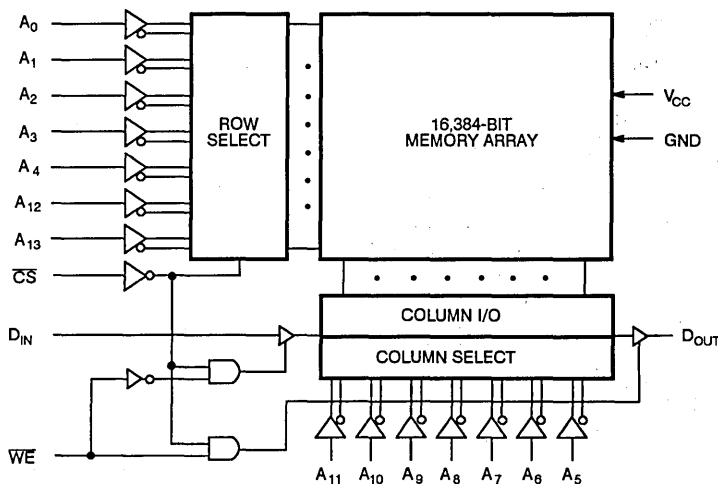 A0
A1
A2
A3
A4
A12
A13
CS
DIN
WE
ROW
SELECT
16,384-BIT
MEMORY ARRAY
VCC
GND
COLUMN I/O
COLUMN SELECT
DOUT
A11 A10 A9 A8 A7 A6 A5